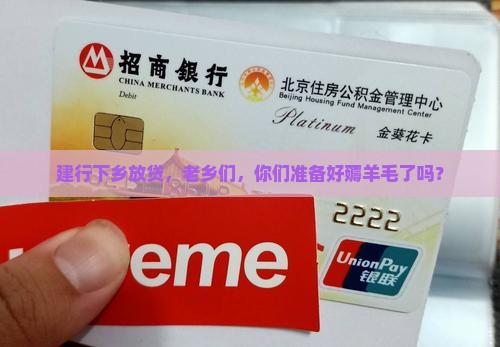 招商银行
CHINA MERCHANTS BANK
Debit
北京住房公积金管理中心
Beijing Housing Fund Management Center
Platinum
金葵花卡
建行下乡放贷，老乡们，你们准备好薅羊毛了吗？
2222
eme
UnionPay
银联